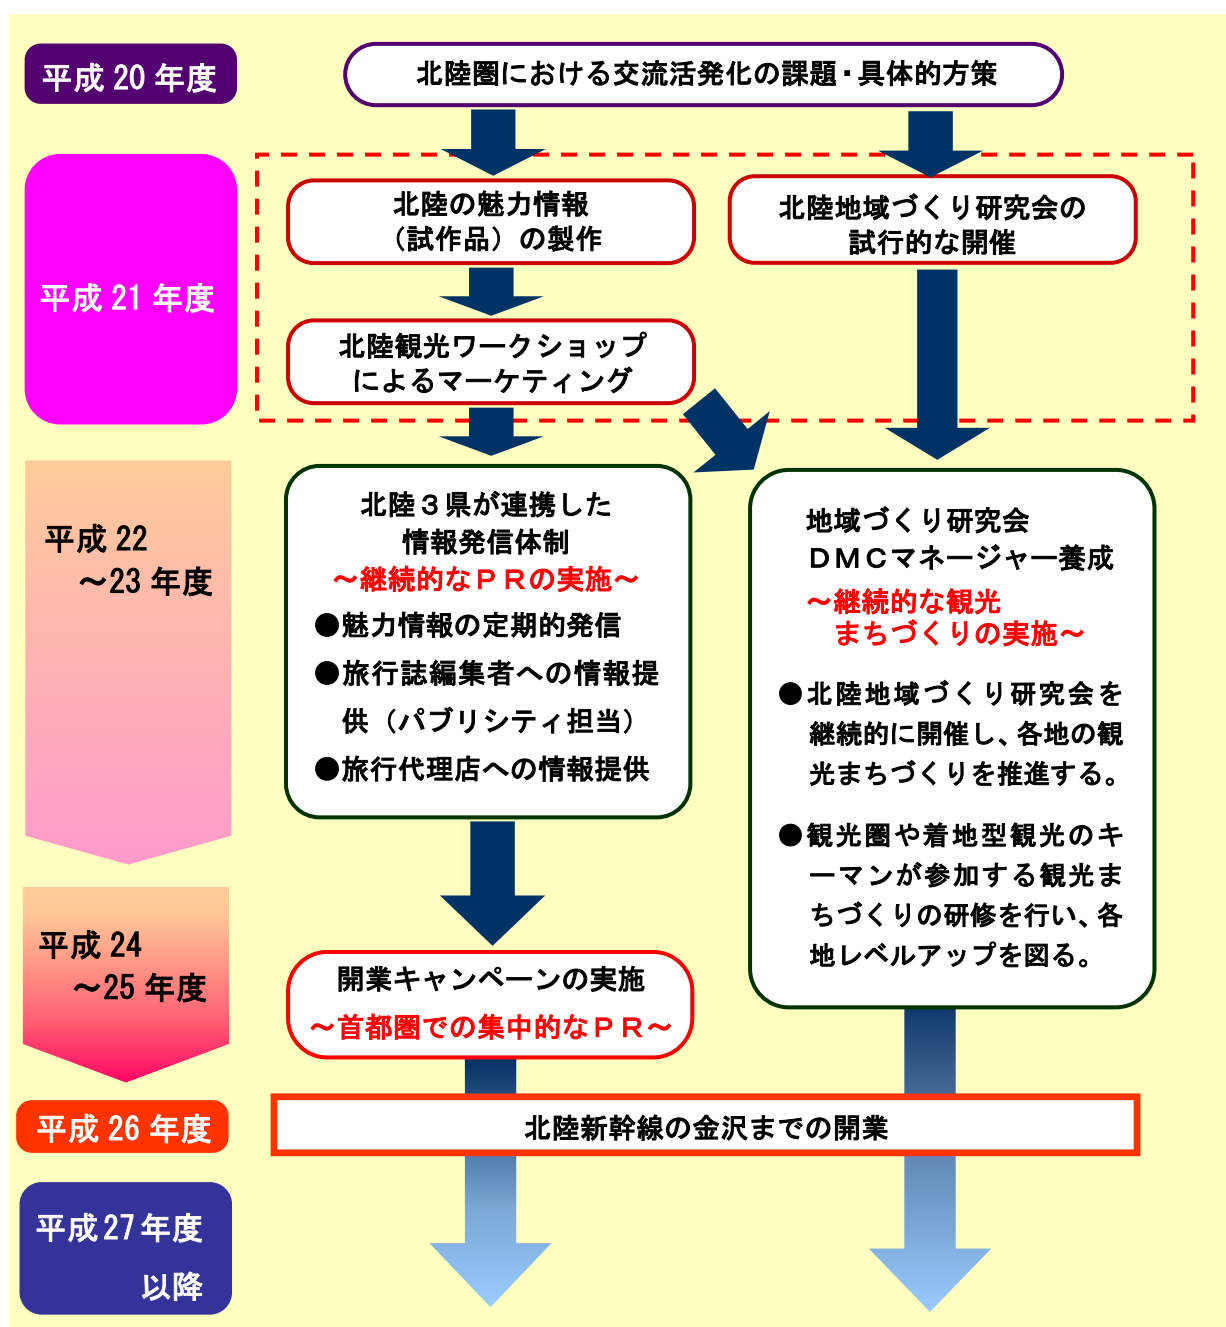 平成 20 年度
北陸圏における交流活発化の課題・具体的方策
平成 21 年度
北陸の魅力情報
（試作品）の製作
北陸地域づくり研究会の
試行的な開催
北陸観光ワークショップ
によるマーケティング
平成 22
～23 年度
北陸３県が連携した
情報発信体制
～継続的なＰＲの実施～
●魅力情報の定期的発信
●旅行誌編集者への情報提
供（パブリシティ担当）
●旅行代理店への情報提供
地域づくり研究会
ＤＭＣマネージャー養成
～継続的な観光
まちづくりの実施～
●北陸地域づくり研究会を
継続的に開催し、各地の観
光まちづくりを推進する。
●観光圏や着地型観光のキ
ーマンが参加する観光ま
ちづくりの研修を行い、各
地レベルアップを図る。
平成 24
～25 年度
開業キャンペーンの実施
～首都圏での集中的なＰＲ～
平成 26 年度
北陸新幹線の金沢までの開業
平成 27 年度
以降